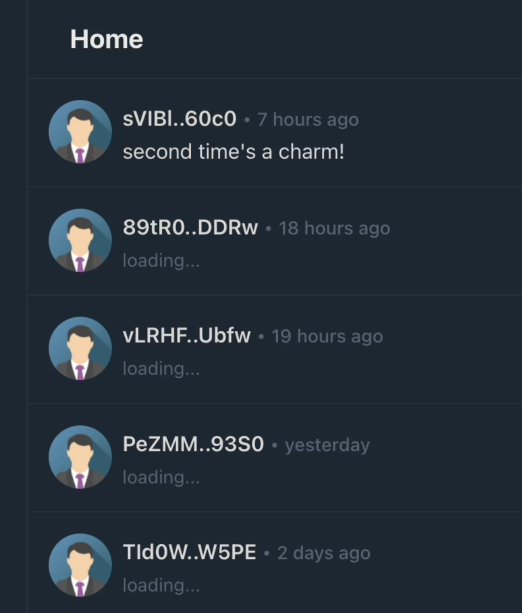 Home
sVIBl..60c0 • 7 hours ago
second time's a charm!
89tR0..DDRw • 18 hours ago
loading...
vLRHF..Ubfw • 19 hours ago
loading...
PeZMM..93S0 • yesterday
loading...
TId0W..W5PE • 2 days ago
loading...